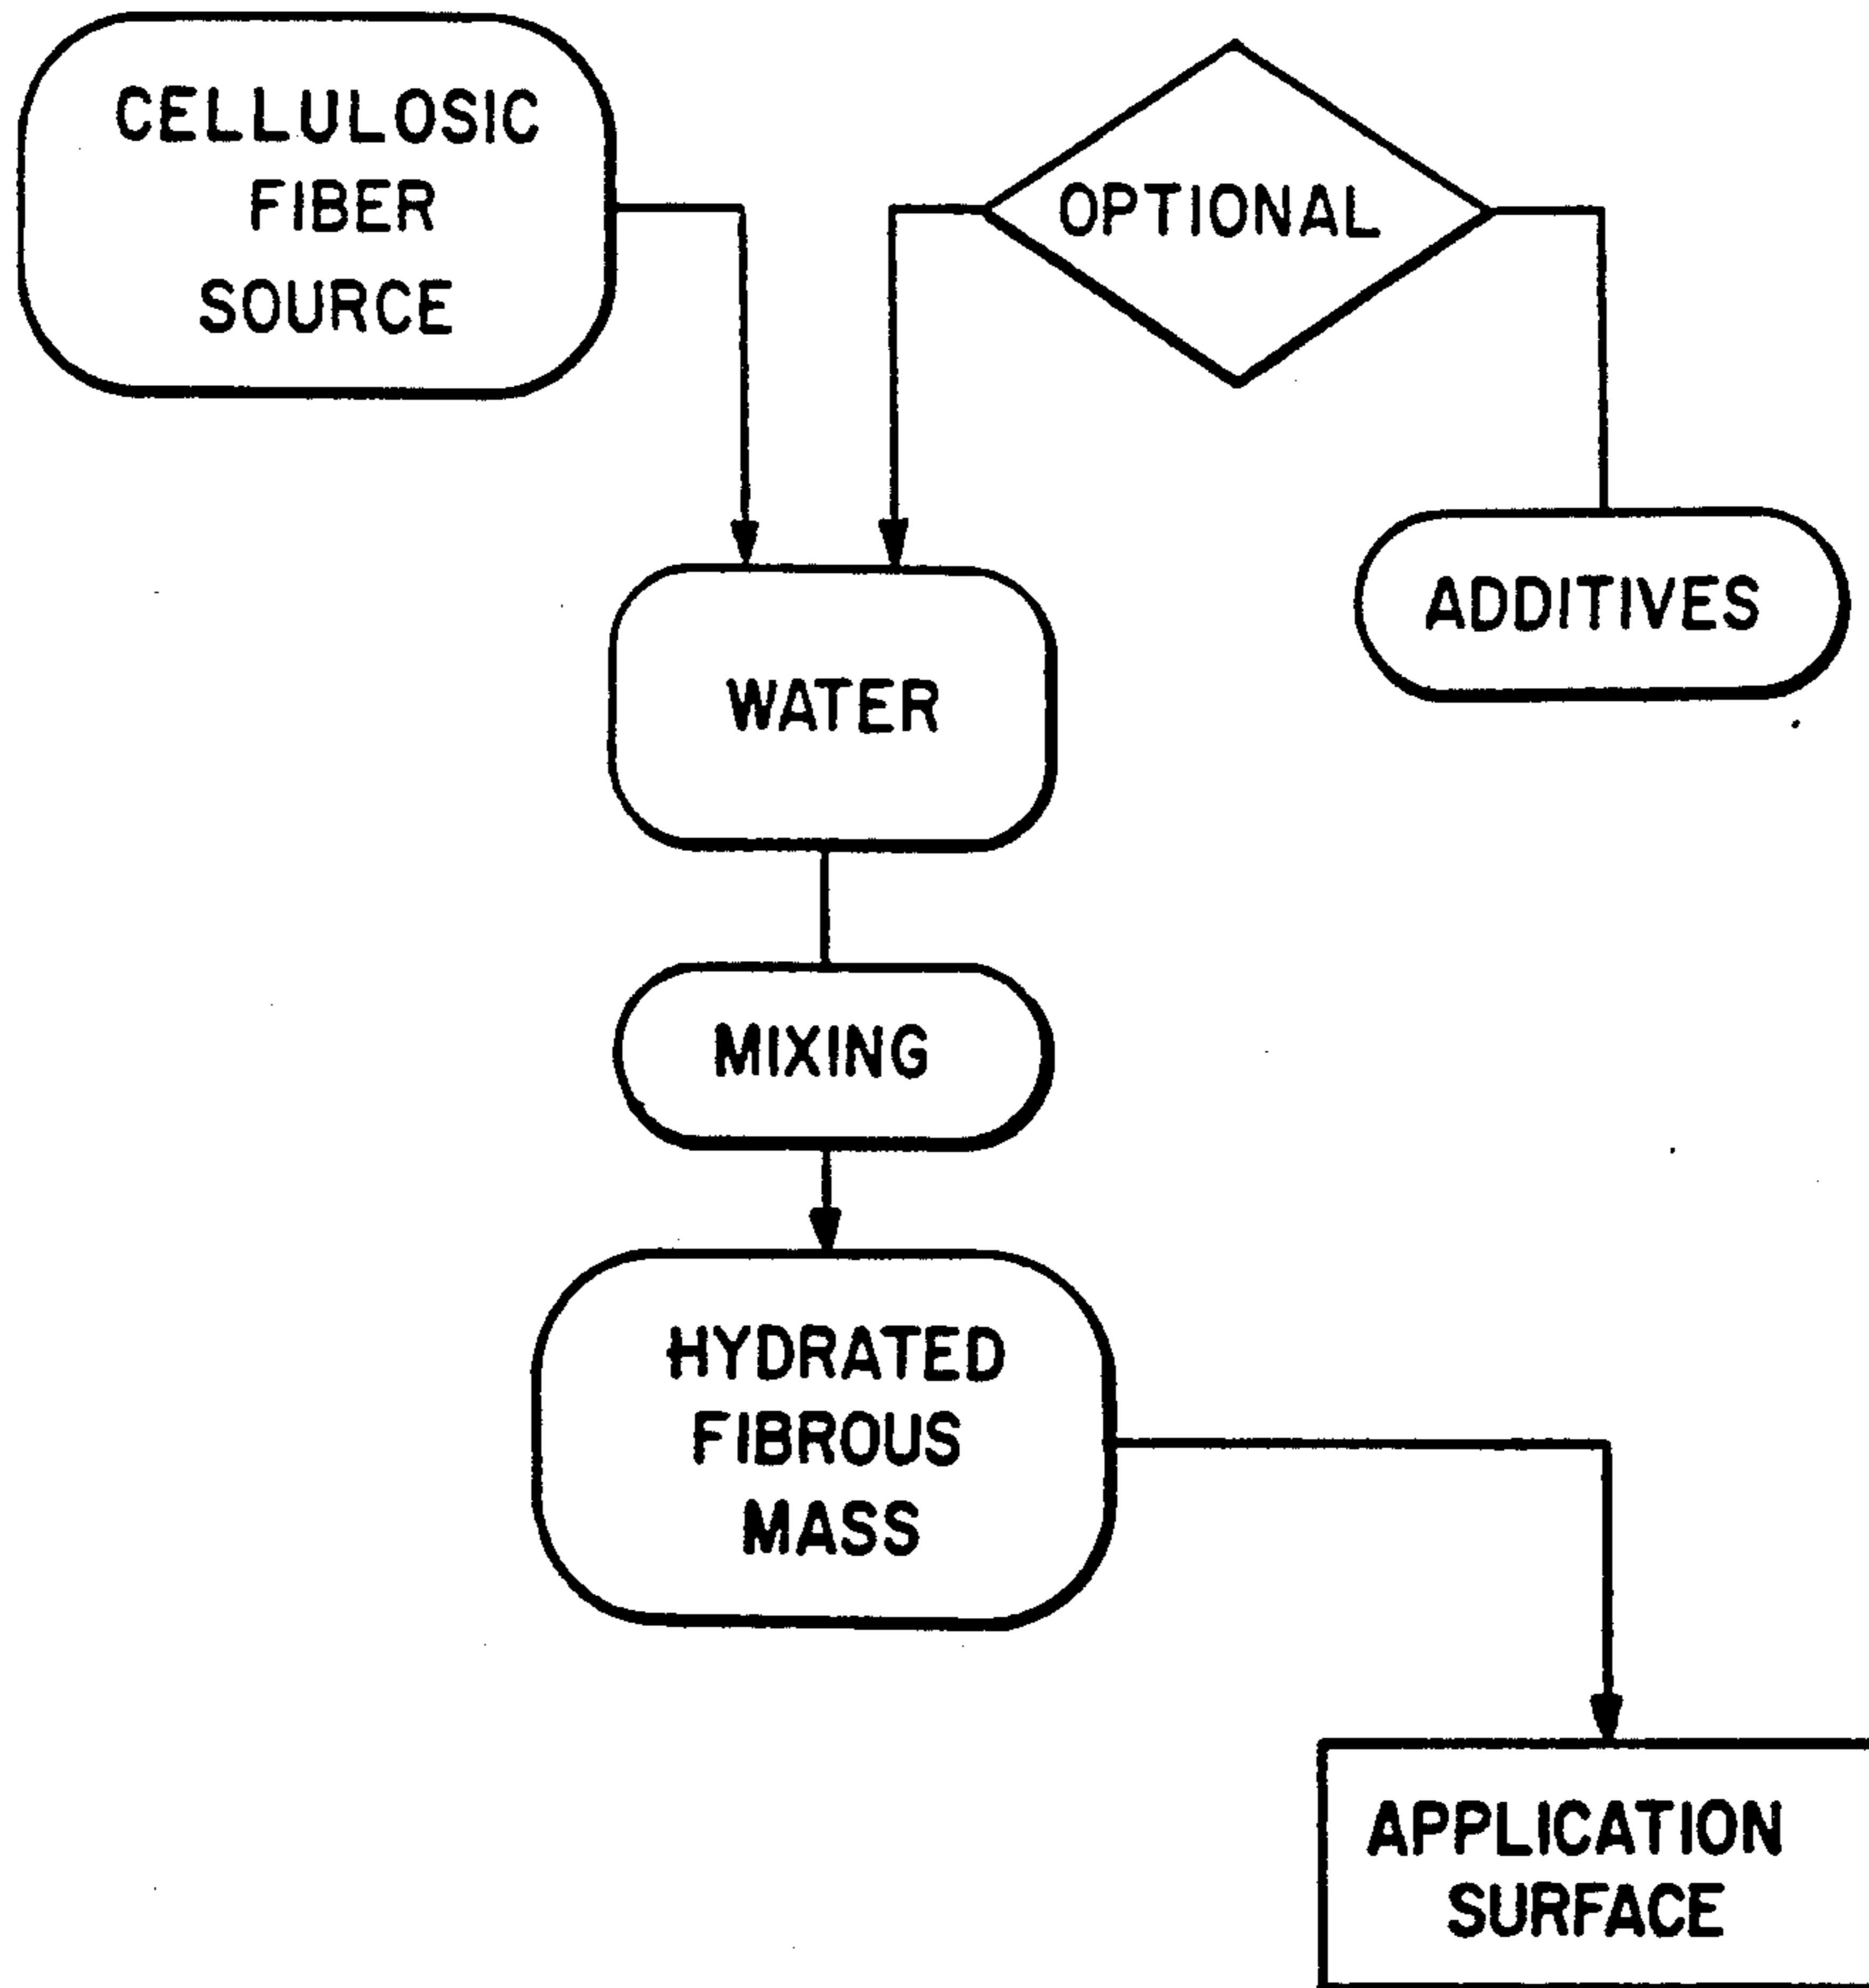 CELLULOSIC
FIBER
SOURCE
OPTIONAL
ADDITIVES
WATER
MIXING
HYDRATED
FIBROUS
MASS
APPLICATION
SURFACE